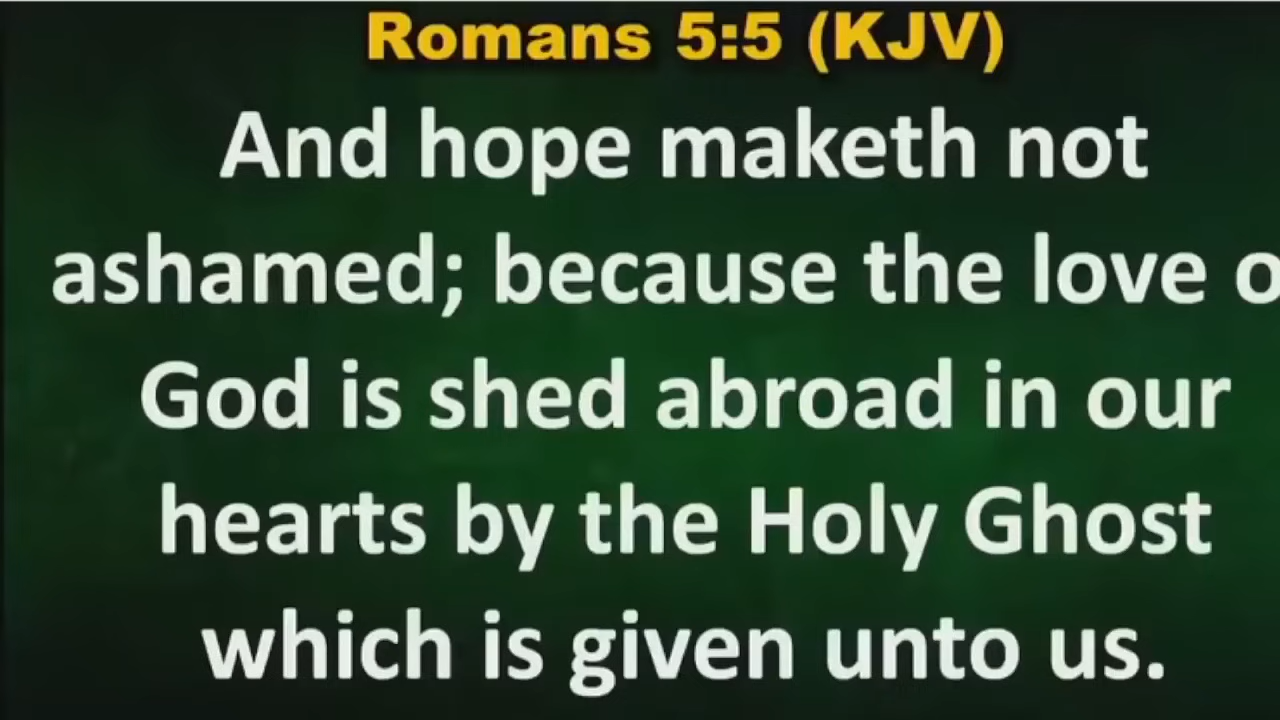 Romans 5:5 (KJV)
And hope maketh not
ashamed; because the love o
God is shed abroad in our
hearts by the Holy Ghost
which is given unto us.